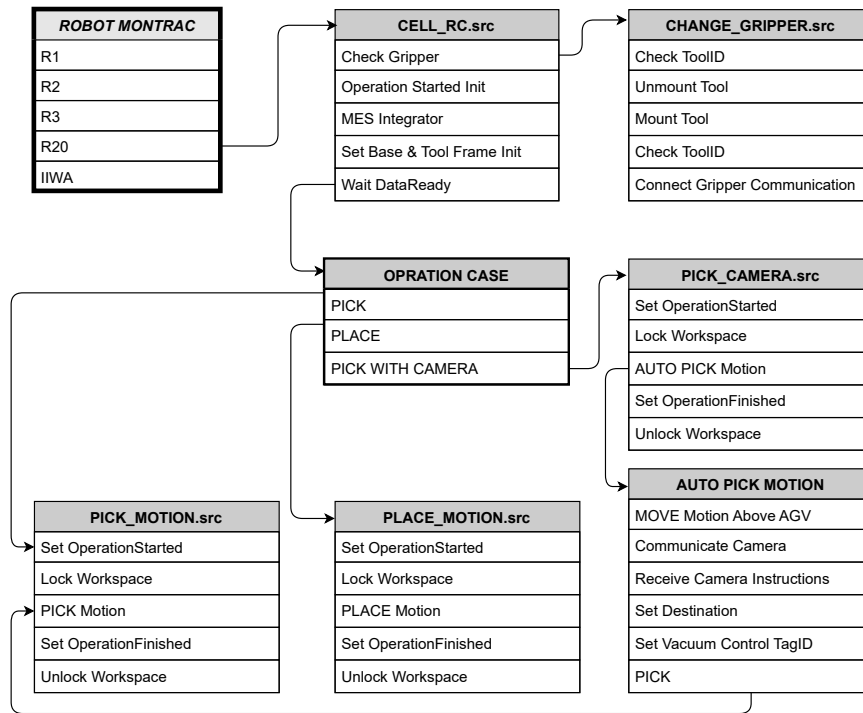 ROBOT MONTRAC
R1
R2
R3
R20
IIWA
CELL_RC.src
Check Gripper
Operation Started Init
MES Integrator
Set Base & Tool Frame Init
Wait DataReady
CHANGE_GRIPPER.src
Check ToolID
Unmount Tool
Mount Tool
Check ToolID
Connect Gripper Communication
OPRATION CASE
PICK
PLACE
PICK WITH CAMERA
PICK_CAMERA.src
Set OperationStarted
Lock Workspace
AUTO PICK Motion
Set OperationFinished
Unlock Workspace
PICK_MOTION.src
Set OperationStarted
Lock Workspace
PICK Motion
Set OperationFinished
Unlock Workspace
PLACE_MOTION.src
Set OperationStarted
Lock Workspace
PLACE Motion
Set OperationFinished
Unlock Workspace
AUTO PICK MOTION
MOVE Motion Above AGV
Communicate Camera
Receive Camera Instructions
Set Destination
Set Vacuum Control TagID
PICK